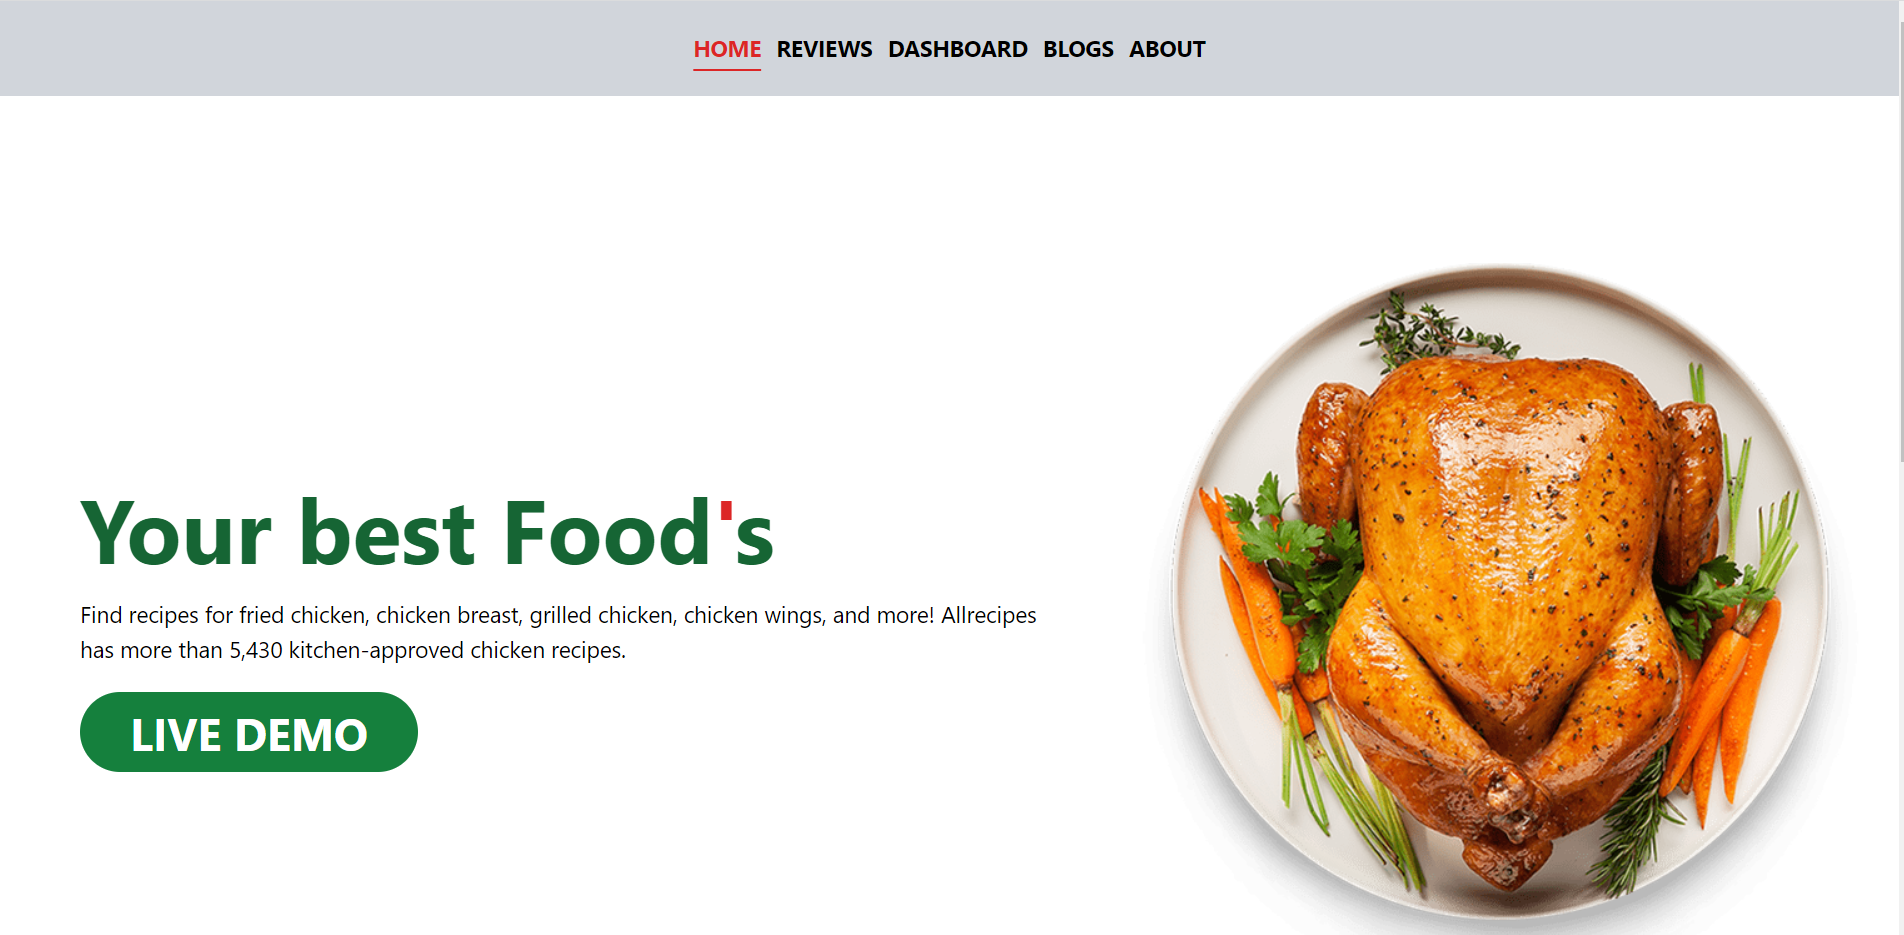 HOME REVIEWS DASHBOARD BLOGS ABOUT
Your best Food's
Find recipes for fried chicken, chicken breast, grilled chicken, chicken wings, and more! Allrecipes
has more than 5,430 kitchen-approved chicken recipes.
LIVE DEMO